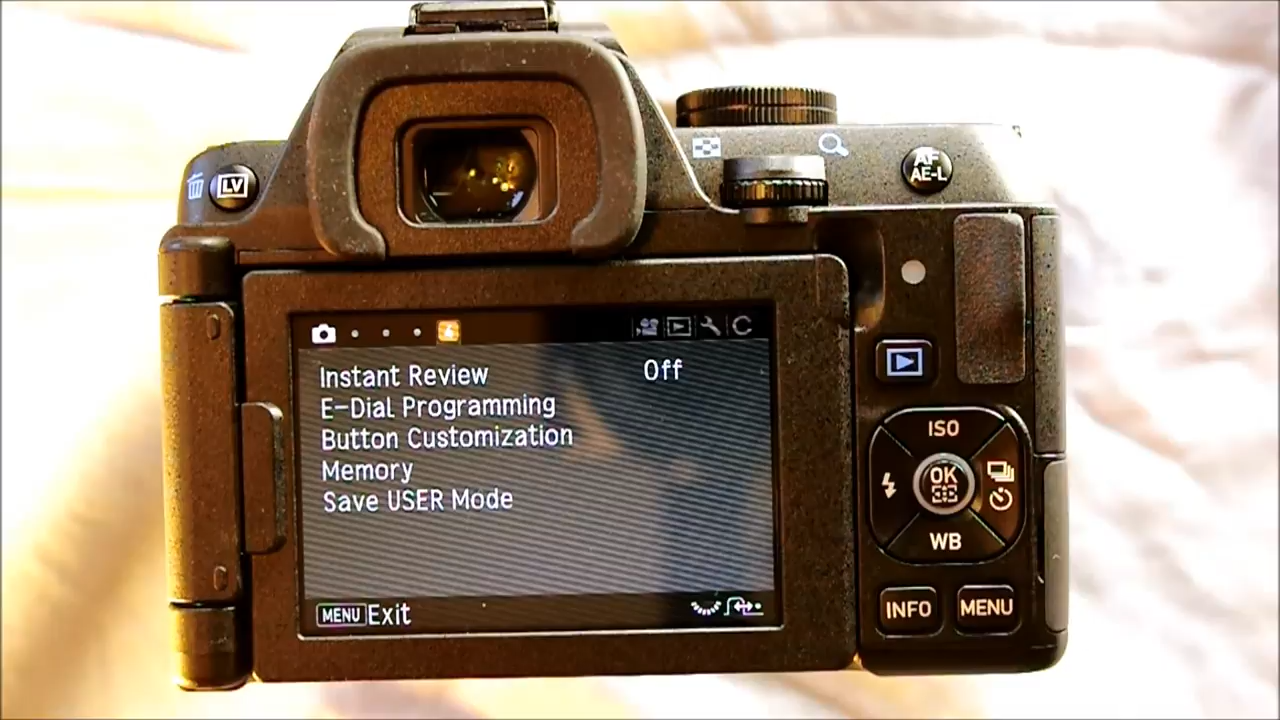 LV
AF
AE-L
Instant Review Off
E-Dial Programming
Button Customization
Memory
Save USER Mode
MENU Exit
ISO
OK
WB
INFO MENU